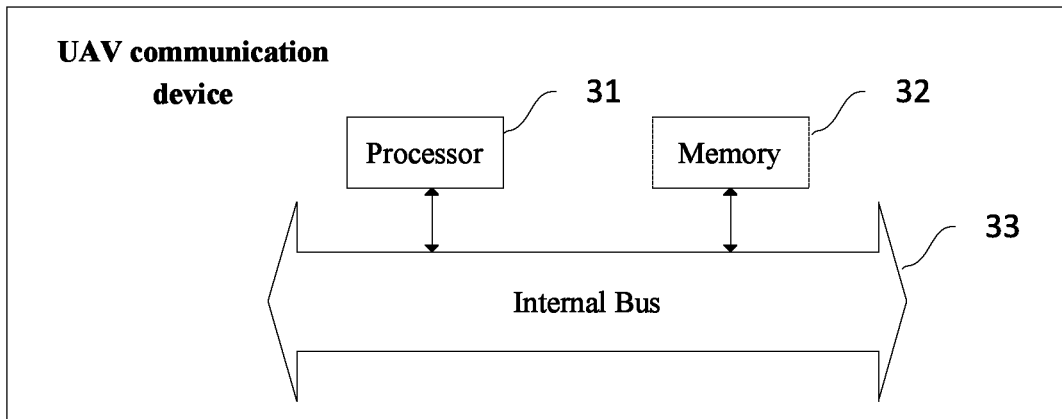 UAV communication
device
31
32
Processor
Memory
33
Internal Bus